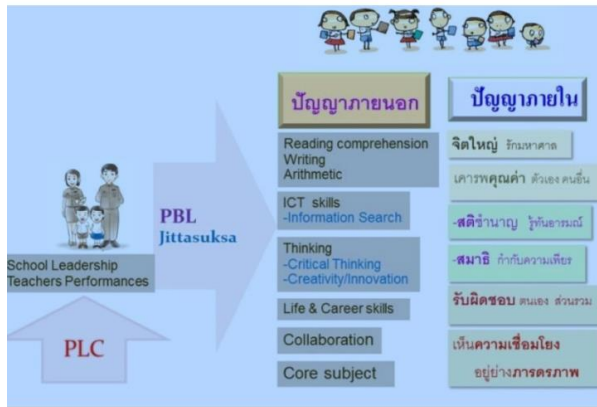 ปัญญาภายนอก
Reading comprehension
Writing
Arithmetic
ICT skills
-Information Search
Thinking
-Critical Thinking
-Creativity/Innovation
Life & Career skills
Collaboration
Core subject
ปัญญาภายใน
จิตใหญ่ รักมหาศาล
เคารพคุณค่า ตัวเอง คนอื่น
-สติชำนาญ รู้ทันอารมณ์
-สมาธิ กำกับความเพียร
รับผิดชอบ ตนเอง ส่วนรวม
เห็นความเชื่อมโยง
อยู่ย่างภารดรภาพ
PBL
Jittasuksa
School Leadership
Teachers Performances
PLC